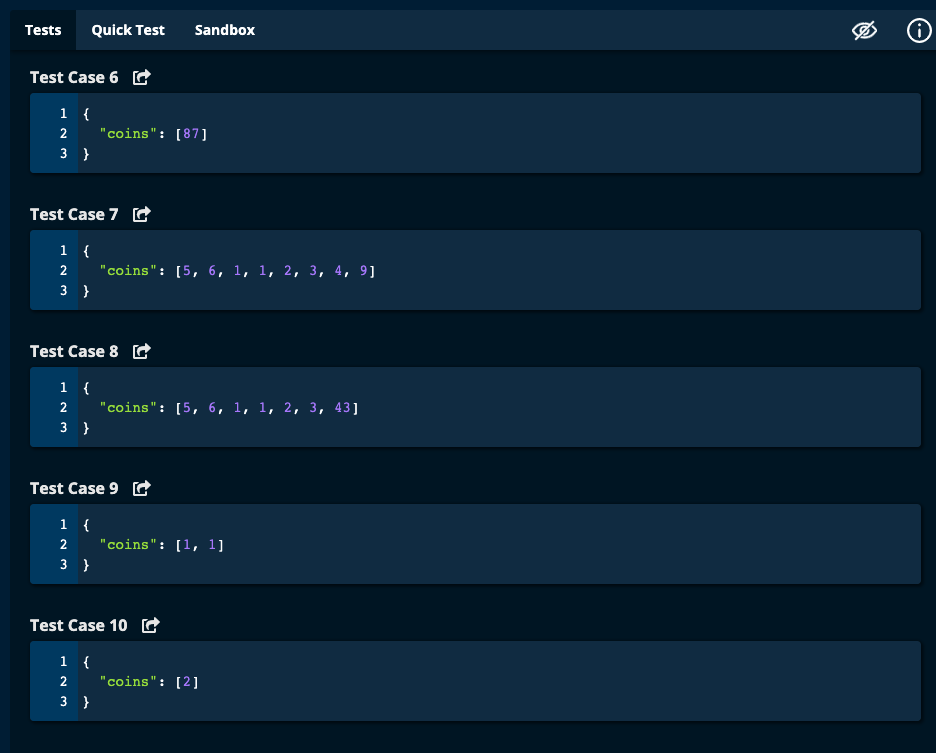 Tests Quick Test Sandbox
Test Case 6
1 {
2 "coins": [87]
3 }
Test Case 7
1 {
2 "coins": [5, 6, 1, 1, 2, 3, 4, 9]
3 }
Test Case 8
1 {
2 "coins": [5, 6, 1, 1, 2, 3, 43]
3 }
Test Case 9
1 {
2 "coins": [1, 1]
3 }
Test Case 10
1 {
2 "coins": [2]
3 }